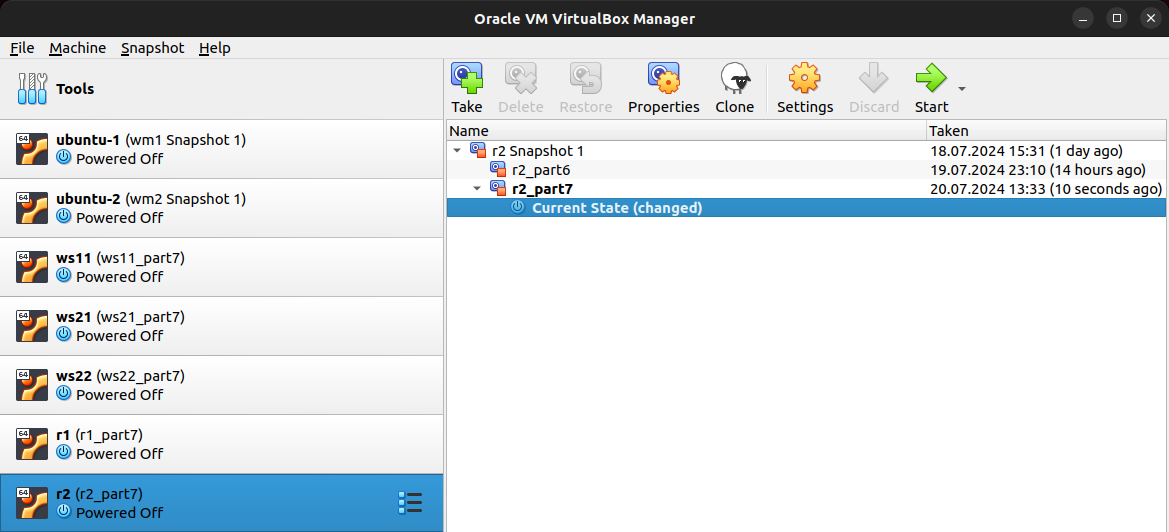 Oracle VM VirtualBox Manager
File Machine Snapshot Help
Tools
64
ubuntu-1 (wm1 Snapshot 1)
Powered Off
64
ubuntu-2 (wm2 Snapshot 1)
Powered Off
64
ws11 (ws11_part7)
Powered Off
64
ws21 (ws21_part7)
Powered Off
64
ws22 (ws22_part7)
Powered Off
64
r1 (r1_part7)
Powered Off
64
r2 (r2_part7)
Powered Off
Take Delete Restore Properties Clone Settings Discard Start
Name Taken
r2 Snapshot 1 18.07.2024 15:31 (1 day ago)
r2_part6 19.07.2024 23:10 (14 hours ago)
r2_part7 20.07.2024 13:33 (10 seconds ago)
Current State (changed)